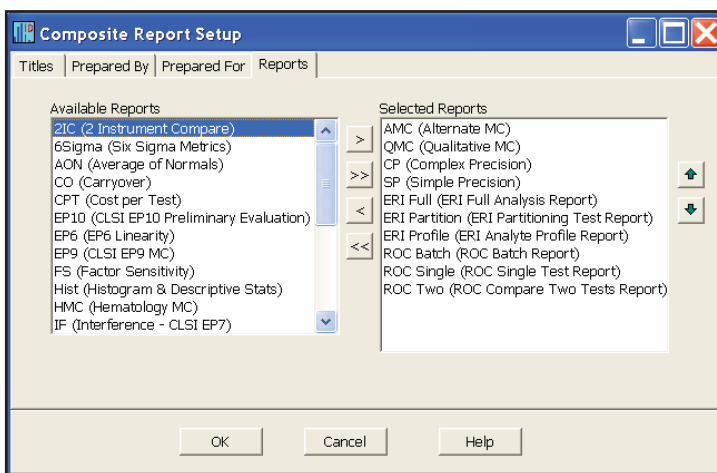 Composite Report Setup
Titles Prepared By Prepared For Reports
Available Reports
2IC (2 Instrument Compare)
6Sigma (Six Sigma Metrics)
AON (Average of Normals)
CO (Carryover)
CPT (Cost per Test)
EP10 (CLSI EP10 Preliminary Evaluation)
EP6 (EP6 Linearity)
EP9 (CLSI EP9 MC)
FS (Factor Sensitivity)
Hist (Histogram & Descriptive Stats)
HMC (Hematology MC)
IF (Interference - CLSI EP7)
>
>>
<
<<
Selected Reports
AMC (Alternate MC)
QMC (Qualitative MC)
CP (Complex Precision)
SP (Simple Precision)
ERI Full (ERI Full Analysis Report)
ERI Partition (ERI Partitioning Test Report)
ERI Profile (ERI Analyte Profile Report)
ROC Batch (ROC Batch Report)
ROC Single (ROC Single Test Report)
ROC Two (ROC Compare Two Tests Report)
OK Cancel Help